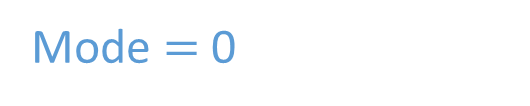 Mode = 0